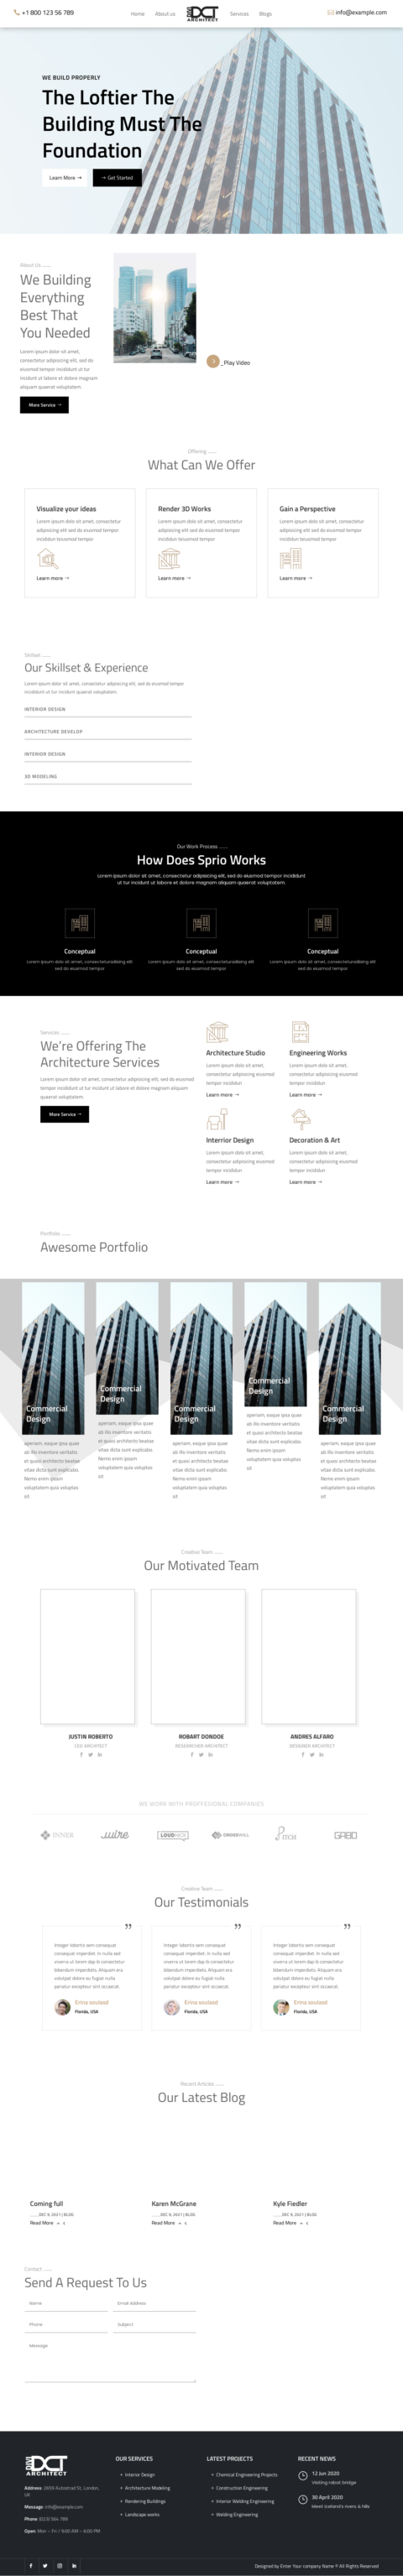 +1 800 123 56 789
Home
About us
DCT
ARCHITECT
Services
Blogs
info@example.com
WE BUILD PROPERLY
The Loftier The
Building Must The
Foundation
Learn More →
→ Get Started
About Us
We Building
Everything
Best That
You Needed
Lorem ipsum dolor sit amet,
consectetur adipisicing elit, sed do
eiusmod tempor incididunt ut tur
incidunt ut labore et dolore magnam
aliquam quaerat voluptatem.
More Service →
_Play Video
Offering
What Can We Offer
Visualize your ideas
Lorem ipsum dolo sit amet, consectetur
adipiscing elit sed do eiusmod tempor
incididun teiusmod tempor
Learn more →
Render 3D Works
Lorem ipsum dolo sit amet, consectetur
adipiscing elit sed do eiusmod tempor
incididun teiusmod tempor
Learn more →
Gain a Perspective
Lorem ipsum dolo sit amet, consectetur
adipiscing elit sed do eiusmod tempor
incididun teiusmod tempor
Learn more →
Skillset
Our Skillset & Experience
Lorem ipsum dolor sit amet, consectetur adipiscing elit, sed do eiusmod tempor
incididunt ut tur incidunt quaerat voluptatem.
INTERIOR DESIGN
ARCHITECTURE DEVELOP
INTERIOR DESIGN
3D MODELING
Our Work Process
How Does Sprio Works
Lorem ipsum dolor sit amet, consectetur adipisicing elit, sed do eiusmod tempor incididunt
ut tur incidunt ut labore et dolore magnam aliquam quaerat voluptatem.
Conceptual
Lorem ipsum dolo sit amet, consecteturadising elit
sed do eiusmod tempor
Conceptual
Lorem ipsum dolo sit amet, consecteturadising elit
sed do eiusmod tempor
Conceptual
Lorem ipsum dolo sit amet, consecteturadising elit
sed do eiusmod tempor
Services
We're Offering The
Architecture Services
Lorem ipsum dolor sit amet, consectetur adipisicing elit, sed do eiusmod
tempor incididunt ut tur incidunt ut labore et dolore magnam aliquam
quaerat voluptatem.
More Service →
Architecture Studio
Lorem ipsum dolo sit amet,
consectetur adipiscing eiusmod
tempor incididun
Learn more →
Engineering Works
Lorem ipsum dolo sit amet,
consectetur adipiscing eiusmod
tempor incididun
Learn more →
Interrior Design
Lorem ipsum dolo sit amet,
consectetur adipiscing eiusmod
tempor incididun
Learn more →
Decoration & Art
Lorem ipsum dolo sit amet,
consectetur adipiscing eiusmod
tempor incididun
Learn more →
Portfolio
Awesome Portfolio
Commercial
Design
aperiam, eaque ipsa quae
ab illo inventore veritatis
et quasi architecto beatae
vitae dicta sunt explicabo.
Nemo enim ipsam
voluptatem quia voluptas
sit
Commercial
Design
aperiam, eaque ipsa quae
ab illo inventore veritatis
et quasi architecto beatae
vitae dicta sunt explicabo.
Nemo enim ipsam
voluptatem quia voluptas
sit
Commercial
Design
aperiam, eaque ipsa quae
ab illo inventore veritatis
et quasi architecto beatae
vitae dicta sunt explicabo.
Nemo enim ipsam
voluptatem quia voluptas
sit
Commercial
Design
aperiam, eaque ipsa quae
ab illo inventore veritatis
et quasi architecto beatae
vitae dicta sunt explicabo.
Nemo enim ipsam
voluptatem quia voluptas
sit
Commercial
Design
aperiam, eaque ipsa quae
ab illo inventore veritatis
et quasi architecto beatae
vitae dicta sunt explicabo.
Nemo enim ipsam
voluptatem quia voluptas
sit
Creative Team
Our Motivated Team
JUSTIN ROBERTO
CEO ARCHITECT
ROBART DONDOE
RESEARCHER ARCHITECT
ANDRES ALFARO
DESIGNER ARCHITECT
WE WORK WITH PROFFESIONAL COMPANIES
INNER
wire
LOUDNICK
CROSSWALL
PITCH
GABO
Creative Team
Our Testimonials
Integer lobortis sem consequat
consequat imperdiet. In nulla sed
viverra ut lorem dap ib consectetur
bibendum imperdiets. Aliquam era
volutpat dolore eu fugiat nulla
pariatur excepteur sint occaecat.
Erina soulaod
Florida, USA
Integer lobortis sem consequat
consequat imperdiet. In nulla sed
viverra ut lorem dap ib consectetur
bibendum imperdiets. Aliquam era
volutpat dolore eu fugiat nulla
pariatur excepteur sint occaecat.
Erina soulaod
Florida, USA
Integer lobortis sem consequat
consequat imperdiet. In nulla sed
viverra ut lorem dap ib consectetur
bibendum imperdiets. Aliquam era
volutpat dolore eu fugiat nulla
pariatur excepteur sint occaecat.
Erina soulaod
Florida, USA
Recent Articles
Our Latest Blog
Coming full
DEC 9, 2021 | BLOG
Read More
Karen McGrane
DEC 9, 2021 | BLOG
Read More
Kyle Fiedler
DEC 9, 2021 | BLOG
Read More
Contact
Send A Request To Us
Name
Email Address
Phone
Subject
Message
DCT
ARCHITECT
Address: 2659 Autostrad St, London,
UK
Message: info@example.com
Phone: (023) 564 789
Open: Mon – Fri / 9:00 AM – 6:00 PM
OUR SERVICES
+ Interior Design
+ Architecture Modeling
+ Rendering Buildings
+ Landscape works
LATEST PROJECTS
+ Chemical Engineering Projects
+ Construction Engineering
+ Interior Welding Engineering
+ Welding Engineering
RECENT NEWS
12 Jun 2020
Visiting oldest bridge
30 April 2020
Meet Iceland's rivers & hills
Designed by Enter Your company Name © All Rights Reserved